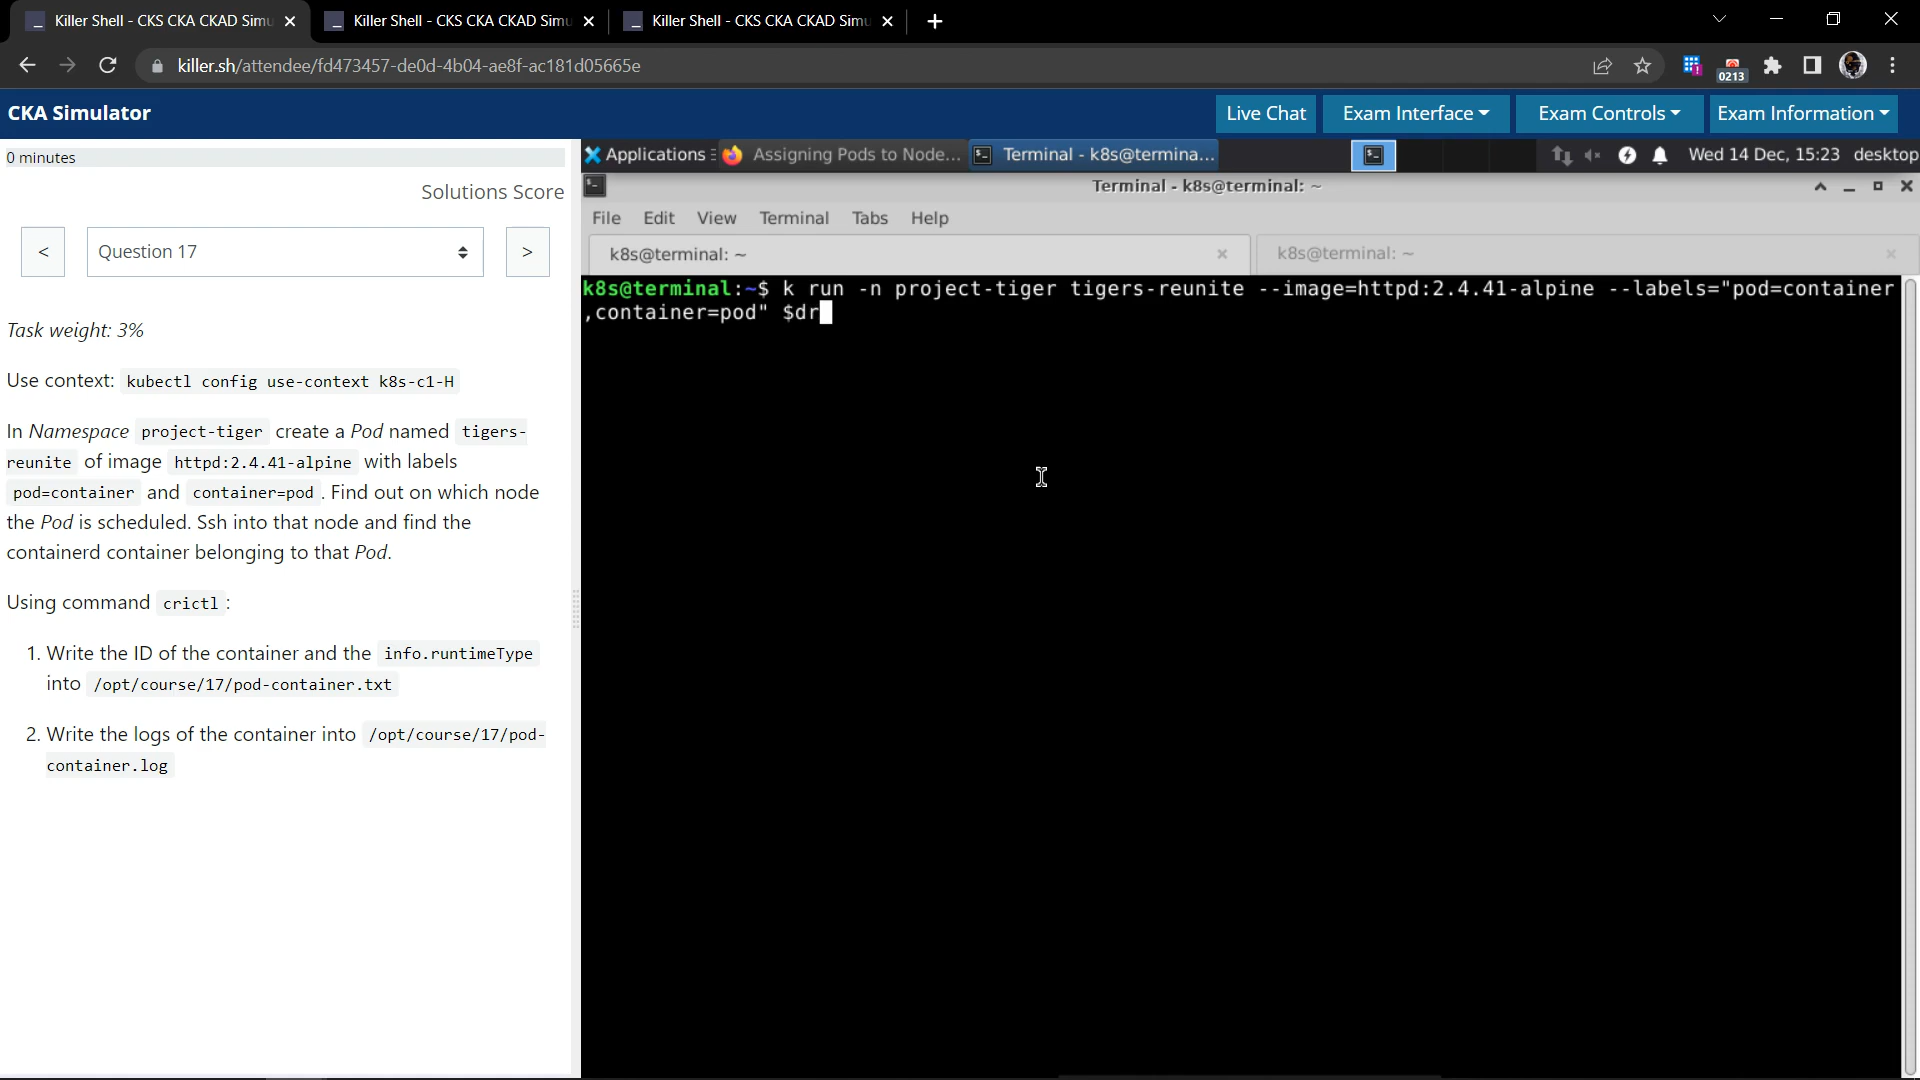 Killer Shell - CKS CKA CKAD Simu
Killer Shell - CKS CKA CKAD Simu
Killer Shell - CKS CKA CKAD Simu
killer.sh/attendee/fd473457-de0d-4b04-ae8f-ac181d05665e
0213
CKA Simulator
Live Chat
Exam Interface
Exam Controls
Exam Information
0 minutes
Solutions Score
<
Question 17
>
Task weight: 3%
Use context: kubectl config use-context k8s-c1-H
In Namespace project-tiger create a Pod named tigers-
reunite of image httpd:2.4.41-alpine with labels
pod=container and container=pod . Find out on which node
the Pod is scheduled. Ssh into that node and find the
containerd container belonging to that Pod.
Using command crictl :
1. Write the ID of the container and the info.runtimeType
into /opt/course/17/pod-container.txt
2. Write the logs of the container into /opt/course/17/pod-
container.log
Applications
Assigning Pods to Node...
Terminal - k8s@termina...
Wed 14 Dec, 15:23
desktop
Terminal - k8s@terminal: ~
File Edit View Terminal Tabs Help
k8s@terminal: ~
k8s@terminal: ~
k8s@terminal:~$ k run -n project-tiger tigers-reunite --image=httpd:2.4.41-alpine --labels="pod=container
,container=pod" $dr